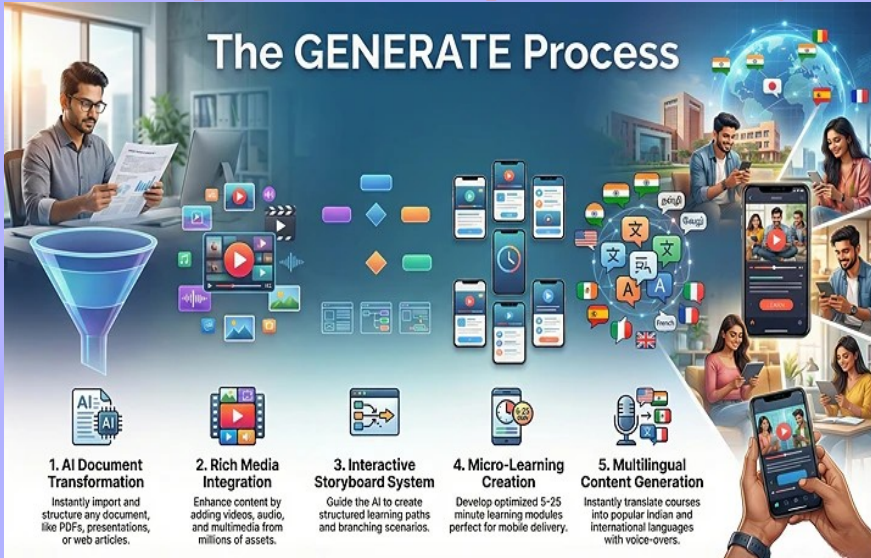 The GENERATE Process
தமிழ்
French
AI
AI
1. AI Document
Transformation
Instantly import and
structure any document,
like PDFs, presentations,
or web articles.
2. Rich Media
Integration
Enhance content by
adding videos, audio,
and multimedia from
millions of assets.
3. Interactive
Storyboard System
Guide the AI to create
structured learning paths
and branching scenarios.
4. Micro-Learning
Creation
Develop optimized 5-25
minute learning modules
perfect for mobile delivery.
5. Multilingual
Content Generation
Instantly translate courses
into popular Indian and
international languages
with voice-overs.